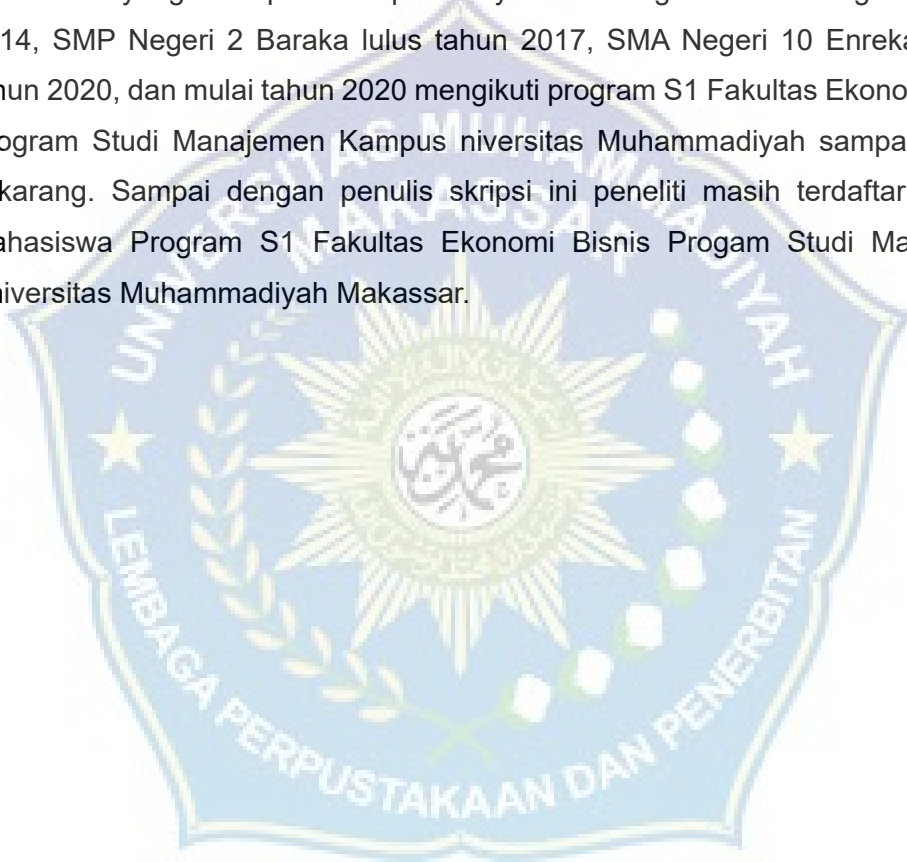 14, SMP Negeri 2 Baraka lulus tahun 2017, SMA Negeri 10 Enreka
hun 2020, dan mulai tahun 2020 mengikuti program S1 Fakultas Ekono
ogram Studi Manajemen Kampus niversitas Muhammadiyah sampa
karang. Sampai dengan penulis skripsi ini peneliti masih terdaftar
ahasiswa Program S1 Fakultas Ekonomi Bisnis Progam Studi Ma
niversitas Muhammadiyah Makassar.
UNIVERSITAS MUHAMMADIYAH
MAKASSAR
LEMBAGA PERPUSTAKAAN DAN PENERBITAN